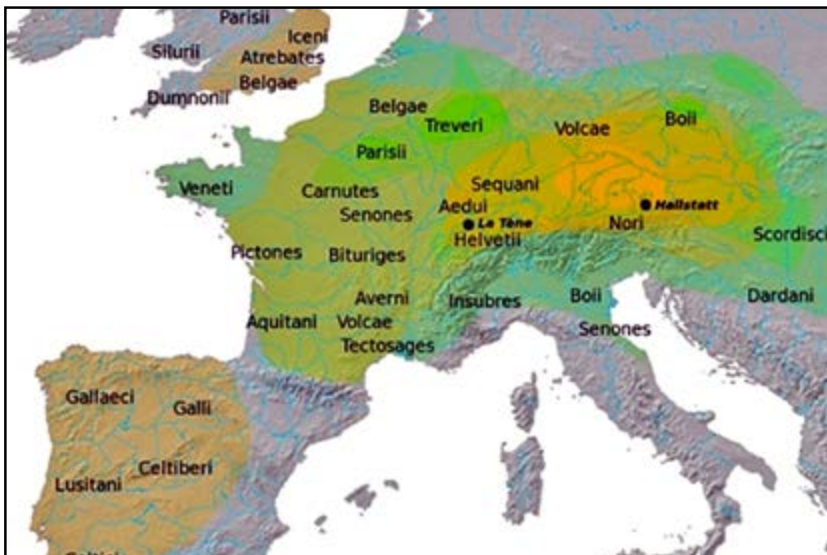 Parisii
Iceni
Silurii
Atrebates
Belgae
Dumnonii
Belgae
Treveri
Volcae
Boii
Parisii
Veneti
Carnutes
Sequani
Senones
Aedui
La Tène
Hallstatt
Helvetii
Nori
Scordisci
Pictones
Bituriges
Averni
Insubres
Boii
Dardani
Aquitani
Volcae
Tectosages
Senones
Gallaeci
Galli
Celtiberi
Lusitani